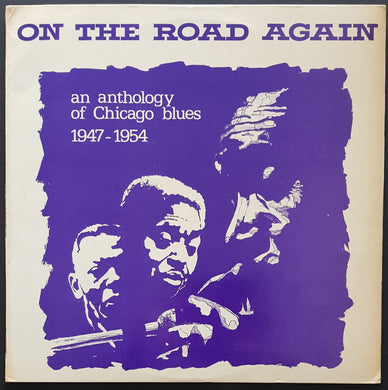 ON THE ROAD AGAIN
an anthology
of Chicago blues
1947-1954